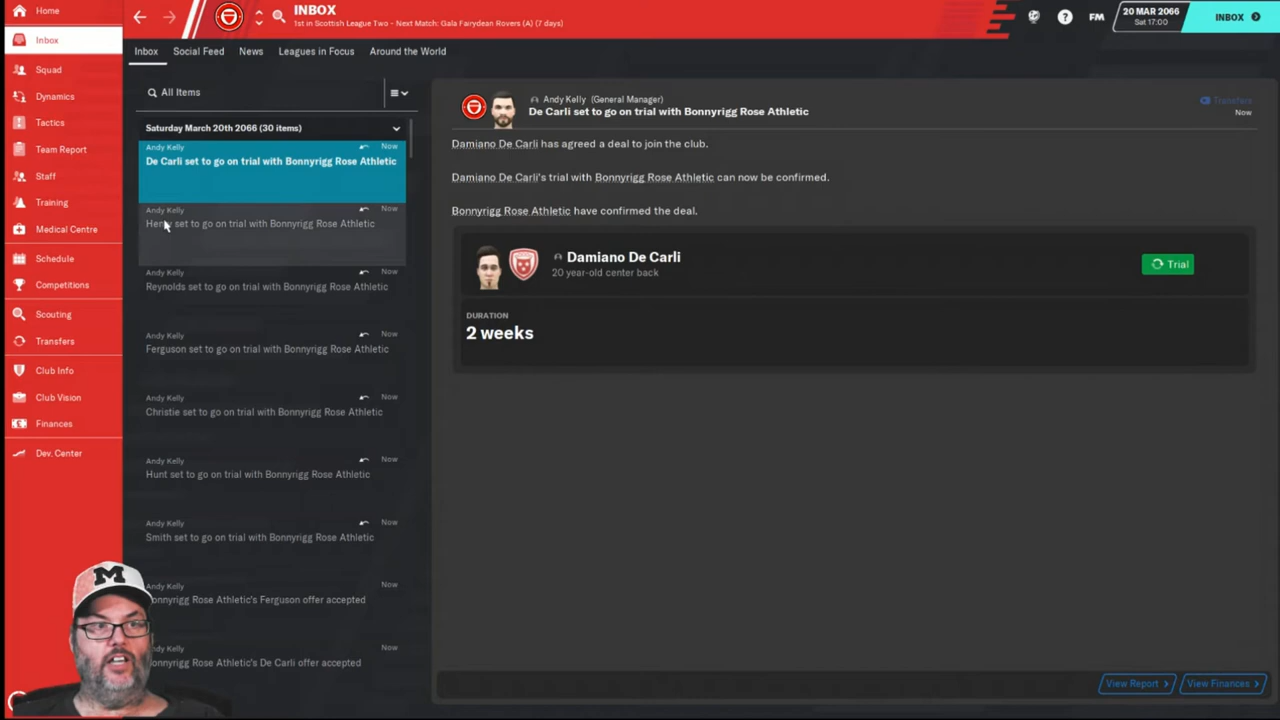 Home
Inbox
Squad
Dynamics
Tactics
Team Report
Staff
Training
Medical Centre
Schedule
Competitions
Scouting
Transfers
Club Info
Club Vision
Finances
Dev. Center
INBOX
1st in Scottish League Two - Next Match: Gala Fairydean Rovers (A) (7 days)
FM
20 MAR 2066
Sat 17:00
INBOX
Inbox Social Feed News Leagues in Focus Around the World
All Items
Saturday March 20th 2066 (30 items)
Andy Kelly Now
De Carli set to go on trial with Bonnyrigg Rose Athletic
Andy Kelly Now
set to go on trial with Bonnyrigg Rose Athletic
Andy Kelly Now
Reynolds set to go on trial with Bonnyrigg Rose Athletic
Andy Kelly Now
Ferguson set to go on trial with Bonnyrigg Rose Athletic
Andy Kelly Now
Christie set to go on trial with Bonnyrigg Rose Athletic
Andy Kelly Now
Hunt set to go on trial with Bonnyrigg Rose Athletic
Andy Kelly Now
Smith set to go on trial with Bonnyrigg Rose Athletic
Andy Kelly Now
onnyrigg Rose Athletic's Ferguson offer accepted
Andy Kelly Now
onnyrigg Rose Athletic's De Carli offer accepted
Andy Kelly (General Manager)
De Carli set to go on trial with Bonnyrigg Rose Athletic
Transfers
Now
Damiano De Carli has agreed a deal to join the club.
Damiano De Carli's trial with Bonnyrigg Rose Athletic can now be confirmed.
Bonnyrigg Rose Athletic have confirmed the deal.
Damiano De Carli
20 year-old center back
Trial
DURATION
2 weeks
View Report
View Finances
M